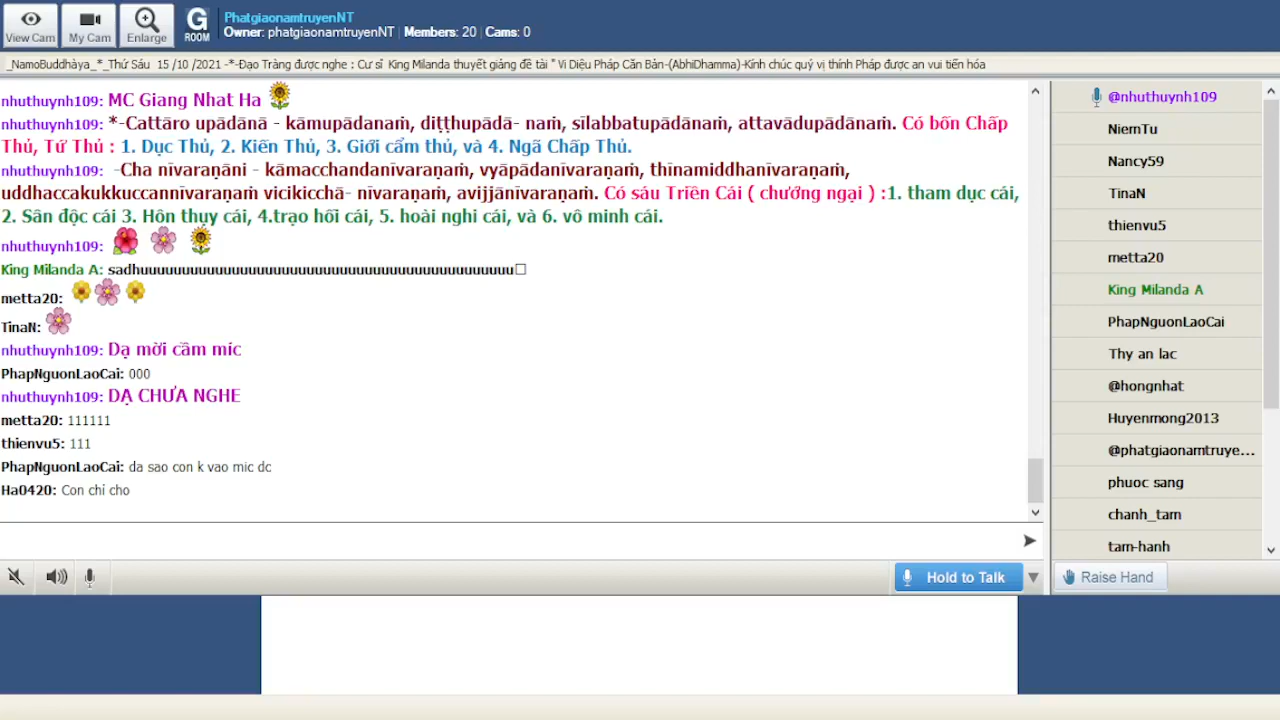 View Cam
My Cam
Enlarge
G
ROOM
PhatgiaonamtruyenNT
Owner: phatgiaonamtruyenNT | Members: 20 | Cams: 0
_NamoBuddhàya_*_Thứ Sáu 15 /10 /2021 -*-Đạo Tràng được nghe : Cư sĩ King Milanda thuyết giảng đề tài " Vi Diệu Pháp Căn Bản-(AbhiDhamma)-Kính chúc quý vị thính Pháp được an vui tiến hóa
nhuthuynh109: MC Giang Nhat Ha
nhuthuynh109: *-Cattāro upādānā - kāmupādanaṁ, diṭṭhupādā- naṁ, sīlabbatupādānaṁ, attavādupādānaṁ. Có bốn Chấp
Thủ, Tứ Thủ : 1. Dục Thủ, 2. Kiến Thủ, 3. Giới cấm thủ, và 4. Ngã Chấp Thủ.
nhuthuynh109: -Cha nīvaraṇāni - kāmacchandanīvaraṇaṁ, vyāpādanīvaraṇaṁ, thīnamiddhanīvaraṇaṁ,
uddhaccakukkuccannīvaraṇaṁ vicikicchā- nīvaraṇaṁ, avijjānīvaraṇaṁ. Có sáu Triền Cái ( chướng ngại ) :1. tham dục cái,
2. Sân độc cái 3. Hôn thụy cái, 4.trạo hối cái, 5. hoài nghi cái, và 6. vô minh cái.
nhuthuynh109:
King Milanda A: sadhuuuuuuuuuuuuuuuuuuuuuuuuuuuuuuuuuuuuuuuuuu
metta20:
TinaN:
nhuthuynh109: Dạ mời cầm míc
PhapNguonLaoCai: 000
nhuthuynh109: DẠ CHƯA NGHE
metta20: 111111
thienvu5: 111
PhapNguonLaoCai: da sao con k vao mic dc
Ha0420: Con chi cho
Hold to Talk
@nhuthuynh109
NiemTu
Nancy59
TinaN
thienvu5
metta20
King Milanda A
PhapNguonLaoCai
Thy an lac
@hongnhat
Huyenmong2013
@phatgiaonamtruye...
phuoc sang
chanh_tam
tam-hanh
Raise Hand